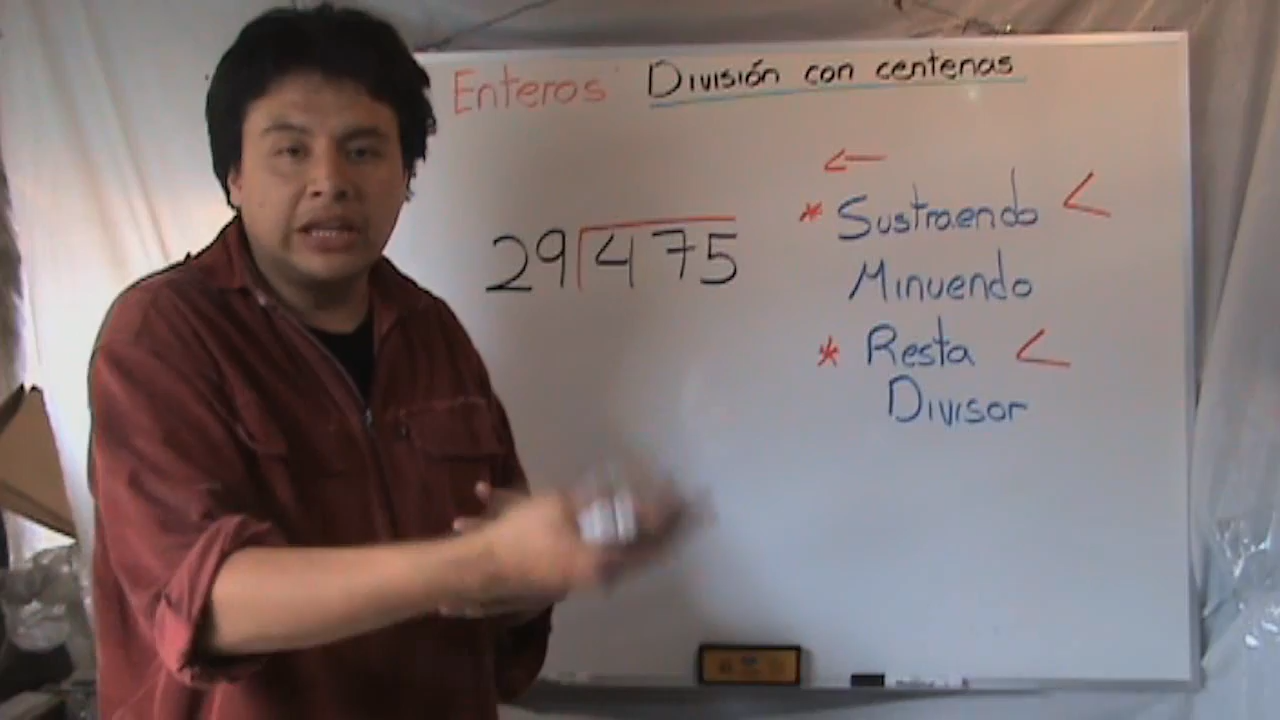 Enteros: División con centenas
29 475
←
* Sustraendo <
Minuendo
* Resta <
Divisor